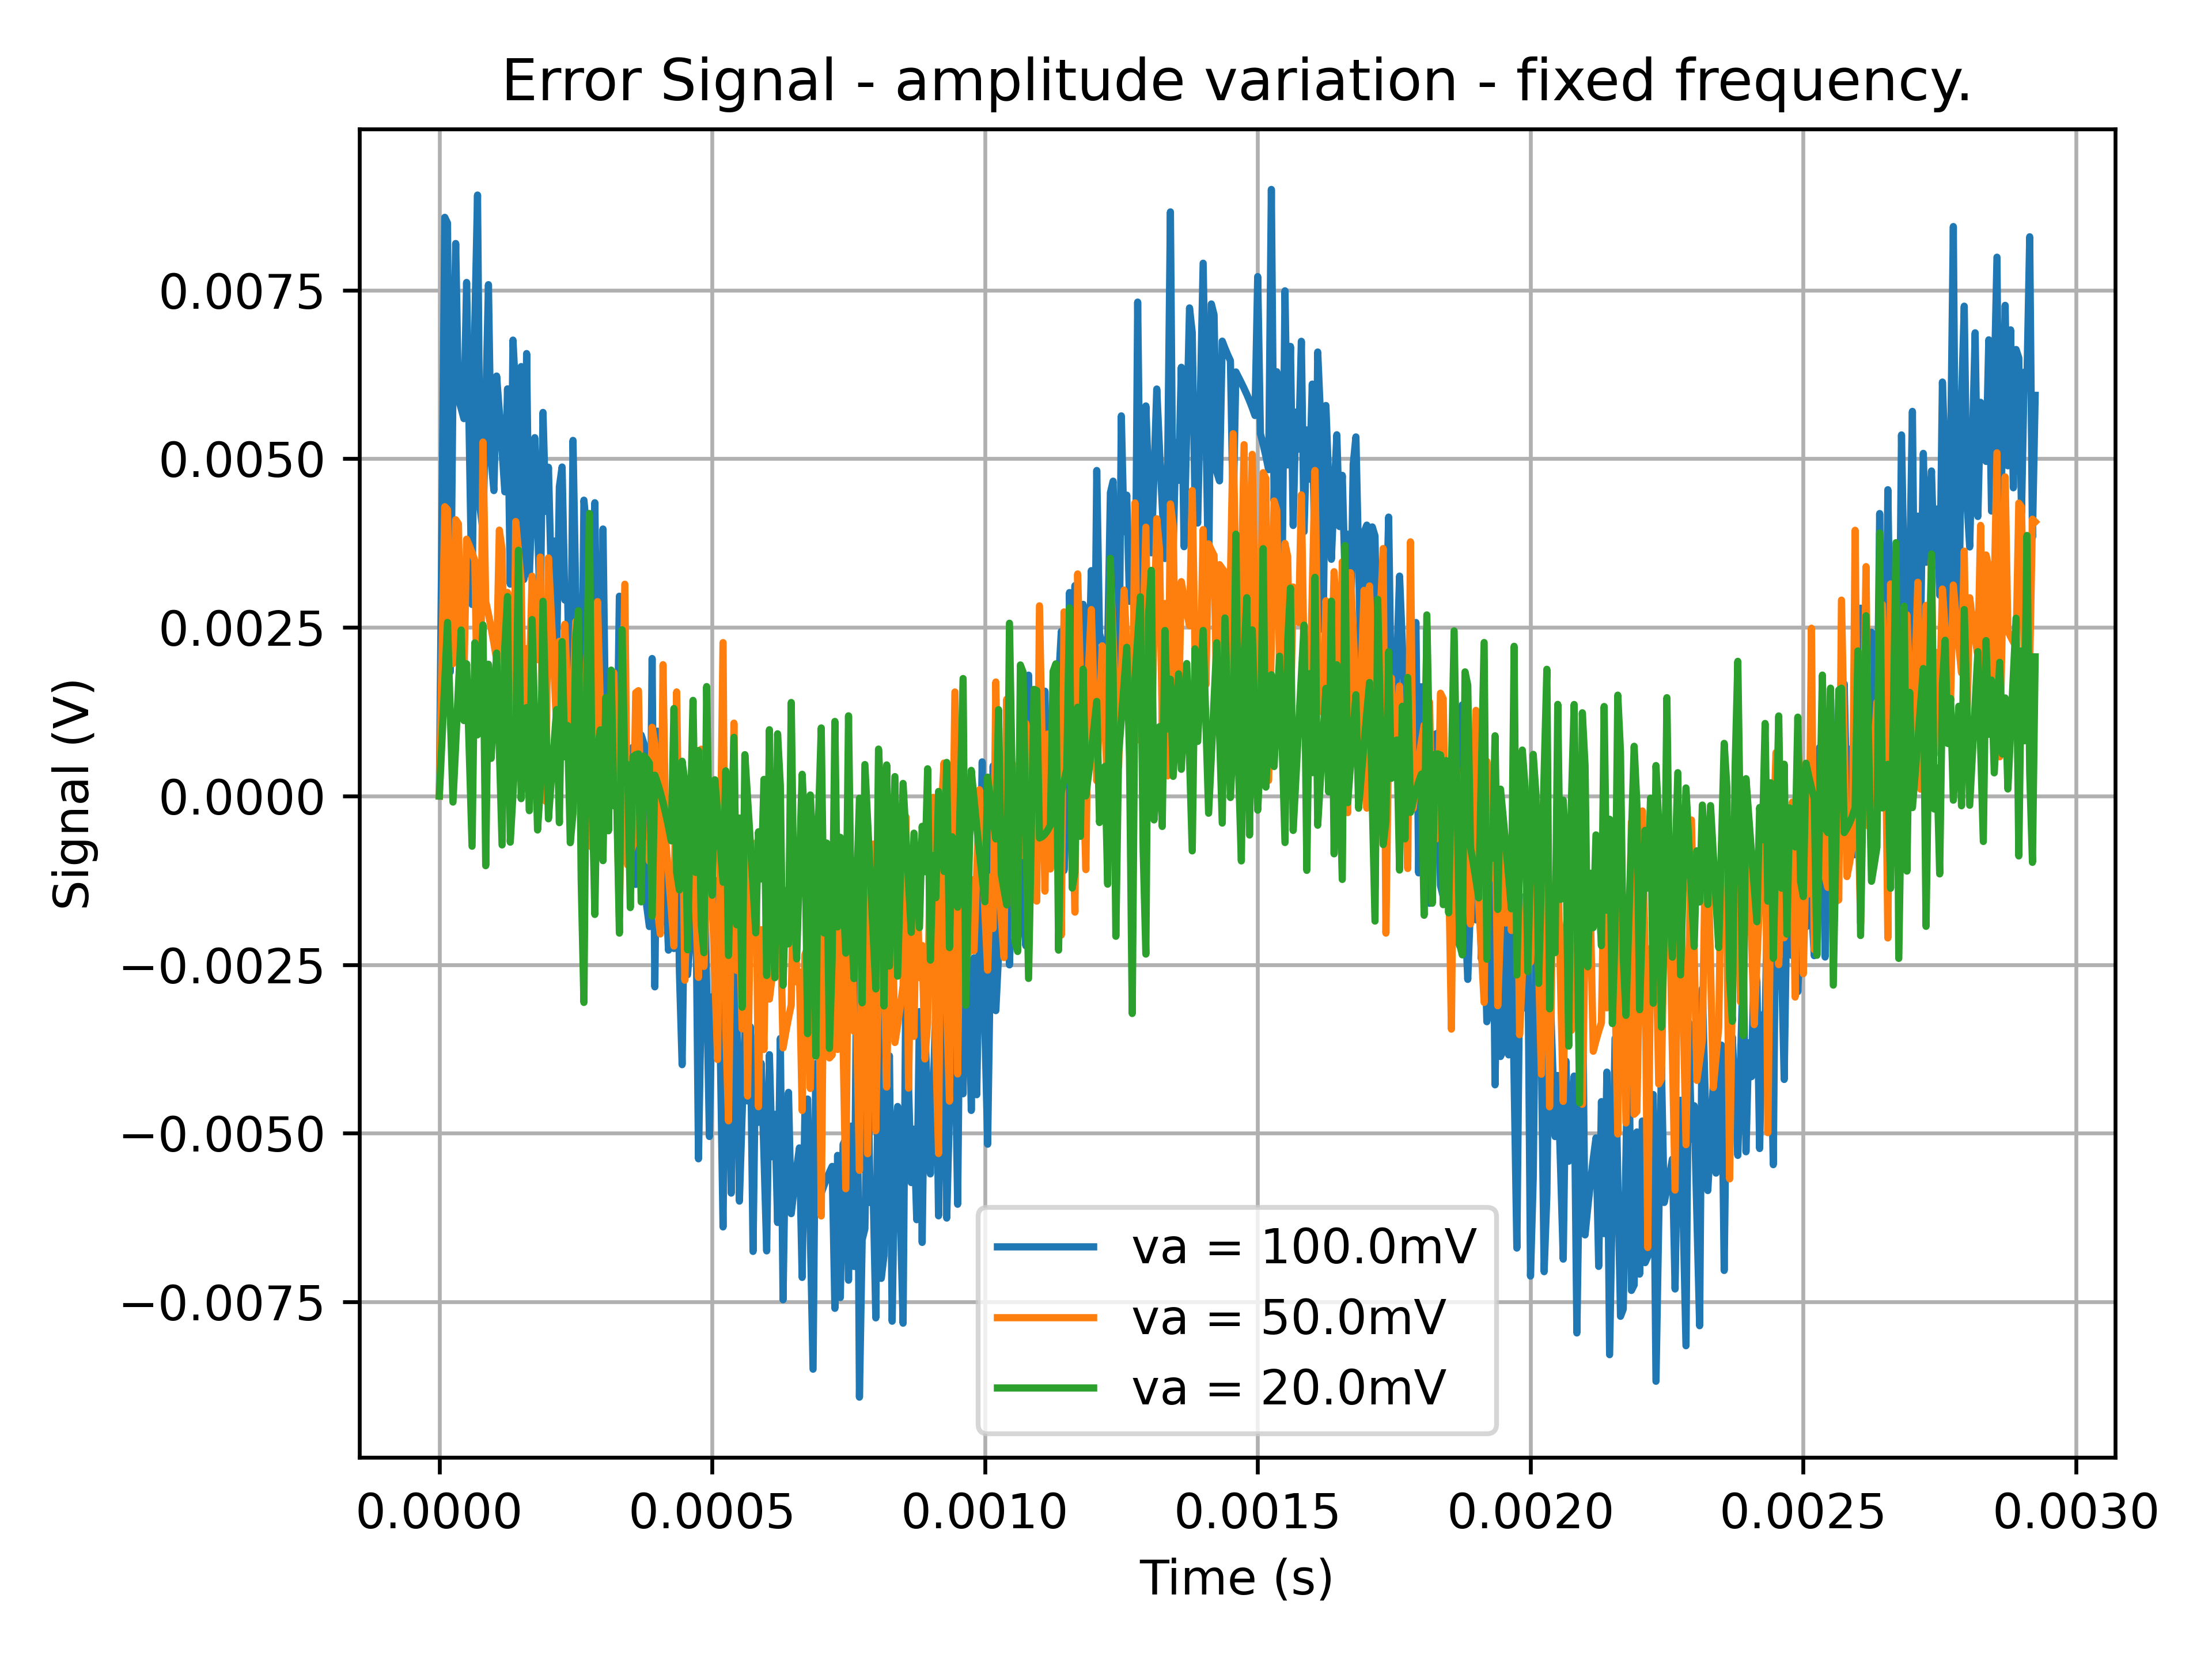 Error Signal - amplitude variation - fixed frequency.
Signal (V)
0.0075
0.0050
0.0025
0.0000
−0.0025
−0.0050
−0.0075
va = 100.0mV
va = 50.0mV
va = 20.0mV
0.0000 0.0005 0.0010 0.0015 0.0020 0.0025 0.0030
Time (s)